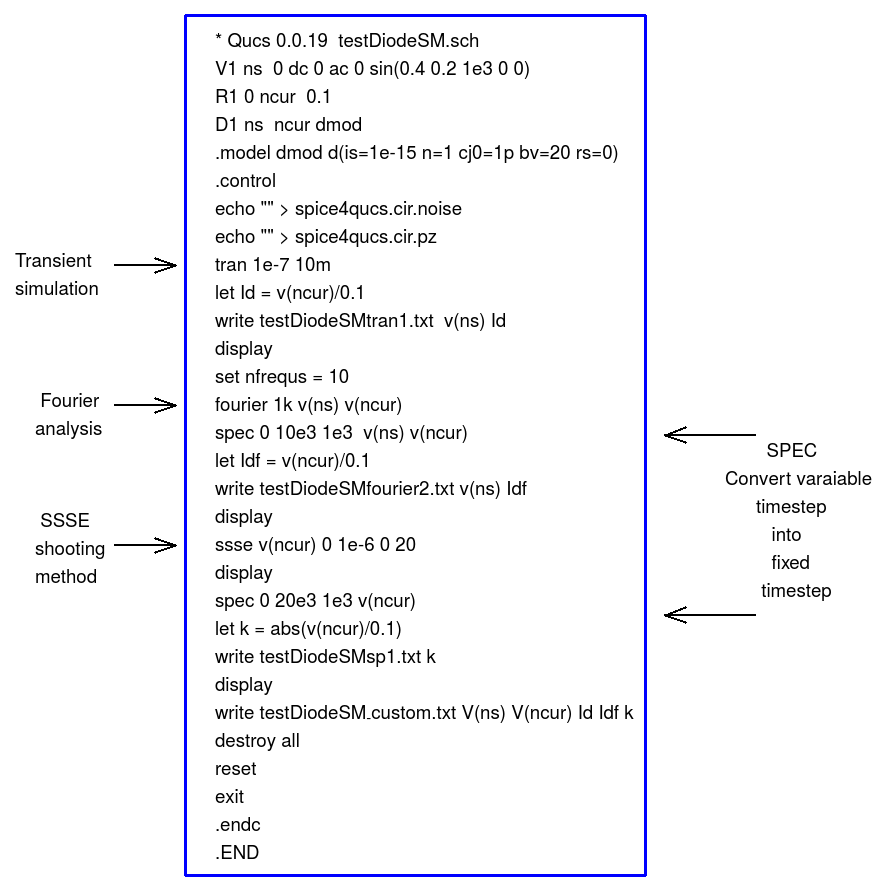 * Qucs 0.0.19  testDiodeSM.sch
V1 ns  0 dc 0 ac 0 sin(0.4 0.2 1e3 0 0)
R1 0 ncur  0.1
D1 ns  ncur dmod
.model dmod d(is=1e-15 n=1 cj0=1p bv=20 rs=0)
.control
echo "" > spice4qucs.cir.noise
echo "" > spice4qucs.cir.pz
tran 1e-7 10m
let Id = v(ncur)/0.1
write testDiodeSMtran1.txt  v(ns) Id
display
set nfrequs = 10
fourier 1k v(ns) v(ncur)
spec 0 10e3 1e3  v(ns) v(ncur)
let Idf = v(ncur)/0.1
write testDiodeSMfourier2.txt v(ns) Idf
display
ssse v(ncur) 0 1e-6 0 20
display
spec 0 20e3 1e3 v(ncur)
let k = abs(v(ncur)/0.1)
write testDiodeSMsp1.txt k
display
write testDiodeSM_custom.txt V(ns) V(ncur) Id Idf k
destroy all
reset
exit
.endc
.END
Transient
simulation
Fourier
analysis
SSSE
shooting
method
SPEC
Convert varaiable
timestep
into
fixed
timestep